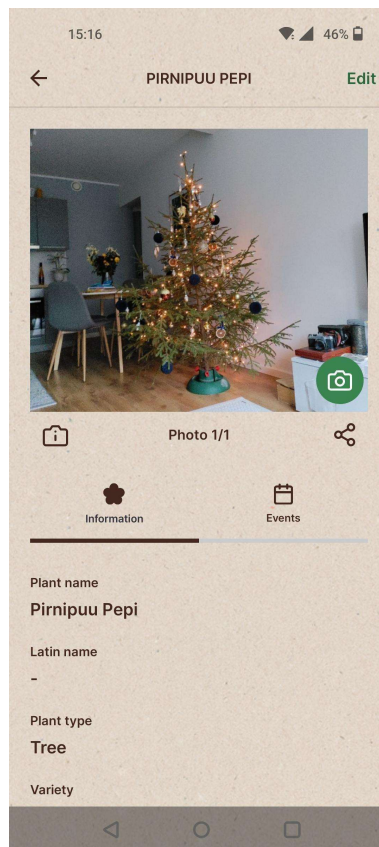 15:16
46%
PIRNIPUU PEPI
Edit
Photo 1/1
Information
Events
Plant name
Pirnipuu Pepi
Latin name
-
Plant type
Tree
Variety